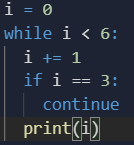 i = 0
while i < 6:
  i += 1
  if i == 3:
    continue
  print(i)